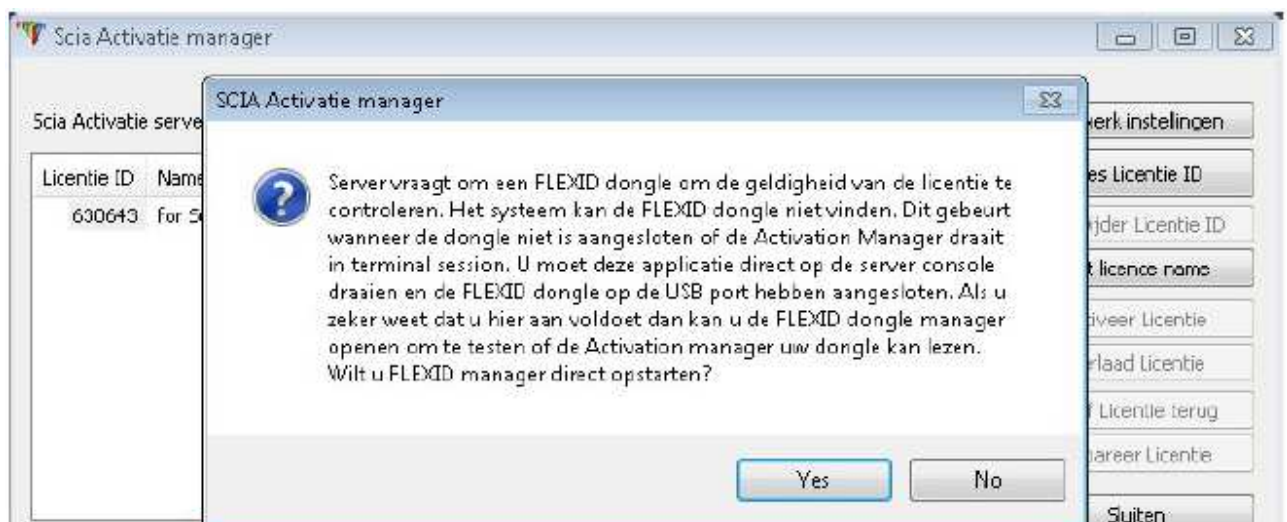 Scia Activatie manager
SCIA Activatie manager
Scia Activatie serve
erk instelingen
Licentie ID Name
es Licentie ID
630643 for S
jder Licentie ID
licence name
iveer Licentie
rlaad Licentie
Licentie terug
areer Licentie
Sluiten
Server vraagt om een FLEXID dongle om de geldigheid van de licentie te
controleren. Het systeem kan de FLEXID dongle niet vinden. Dit gebeurt
wanneer de dongle niet is aangesloten of de Activation Manager draait
in terminal session. U moet deze applicatie direct op de server console
draaien en de FLEXID dongle op de USB port hebben aangesloten. Als u
zeker weet dat u hier aan voldoet dan kan u de FLEXID dongle manager
openen om te testen of de Activation manager uw dongle kan lezen.
Wilt u FLEXID manager direct opstarten?
Yes No